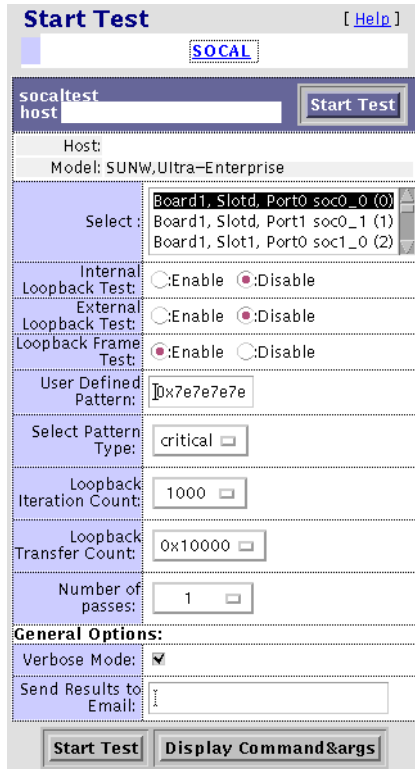 Start Test [ Help ]
SOCAL
socaltest
host
Start Test
Host:
Model: SUNW,Ultra-Enterprise
Select :
Board1, Slotd, Port0 soc0_0 (0)
Board1, Slotd, Port1 soc0_1 (1)
Board1, Slot1, Port0 soc1_0 (2)
Internal
Loopback Test: :Enable :Disable
External
Loopback Test: :Enable :Disable
Loopback Frame
Test: :Enable :Disable
User Defined
Pattern: 0x7e7e7e7e
Select Pattern
Type: critical
Loopback
Iteration Count: 1000
Loopback
Transfer Count: 0x10000
Number of
passes: 1
General Options:
Verbose Mode:
Send Results to
Email:
Start Test Display Command&args